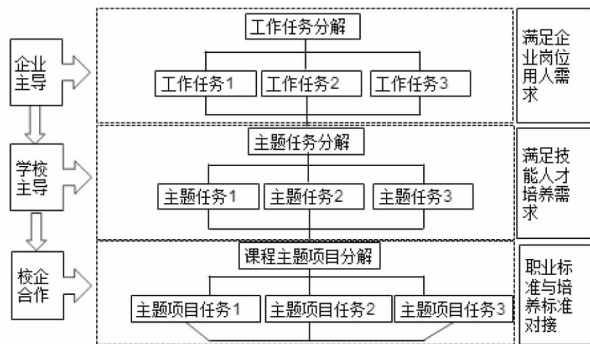 工作任务分解
企业
主导
工作任务1
工作任务2
工作任务3
满足企
业岗位
用人需
求
主题任务分解
学校
主导
主题任务1
主题任务2
主题任务3
满足技
能人才
培养需
求
课程主题项目分解
校企
合作
主题项目任务1
主题项目任务2
主题项目任务3
职业标
准与培
养标准
对接